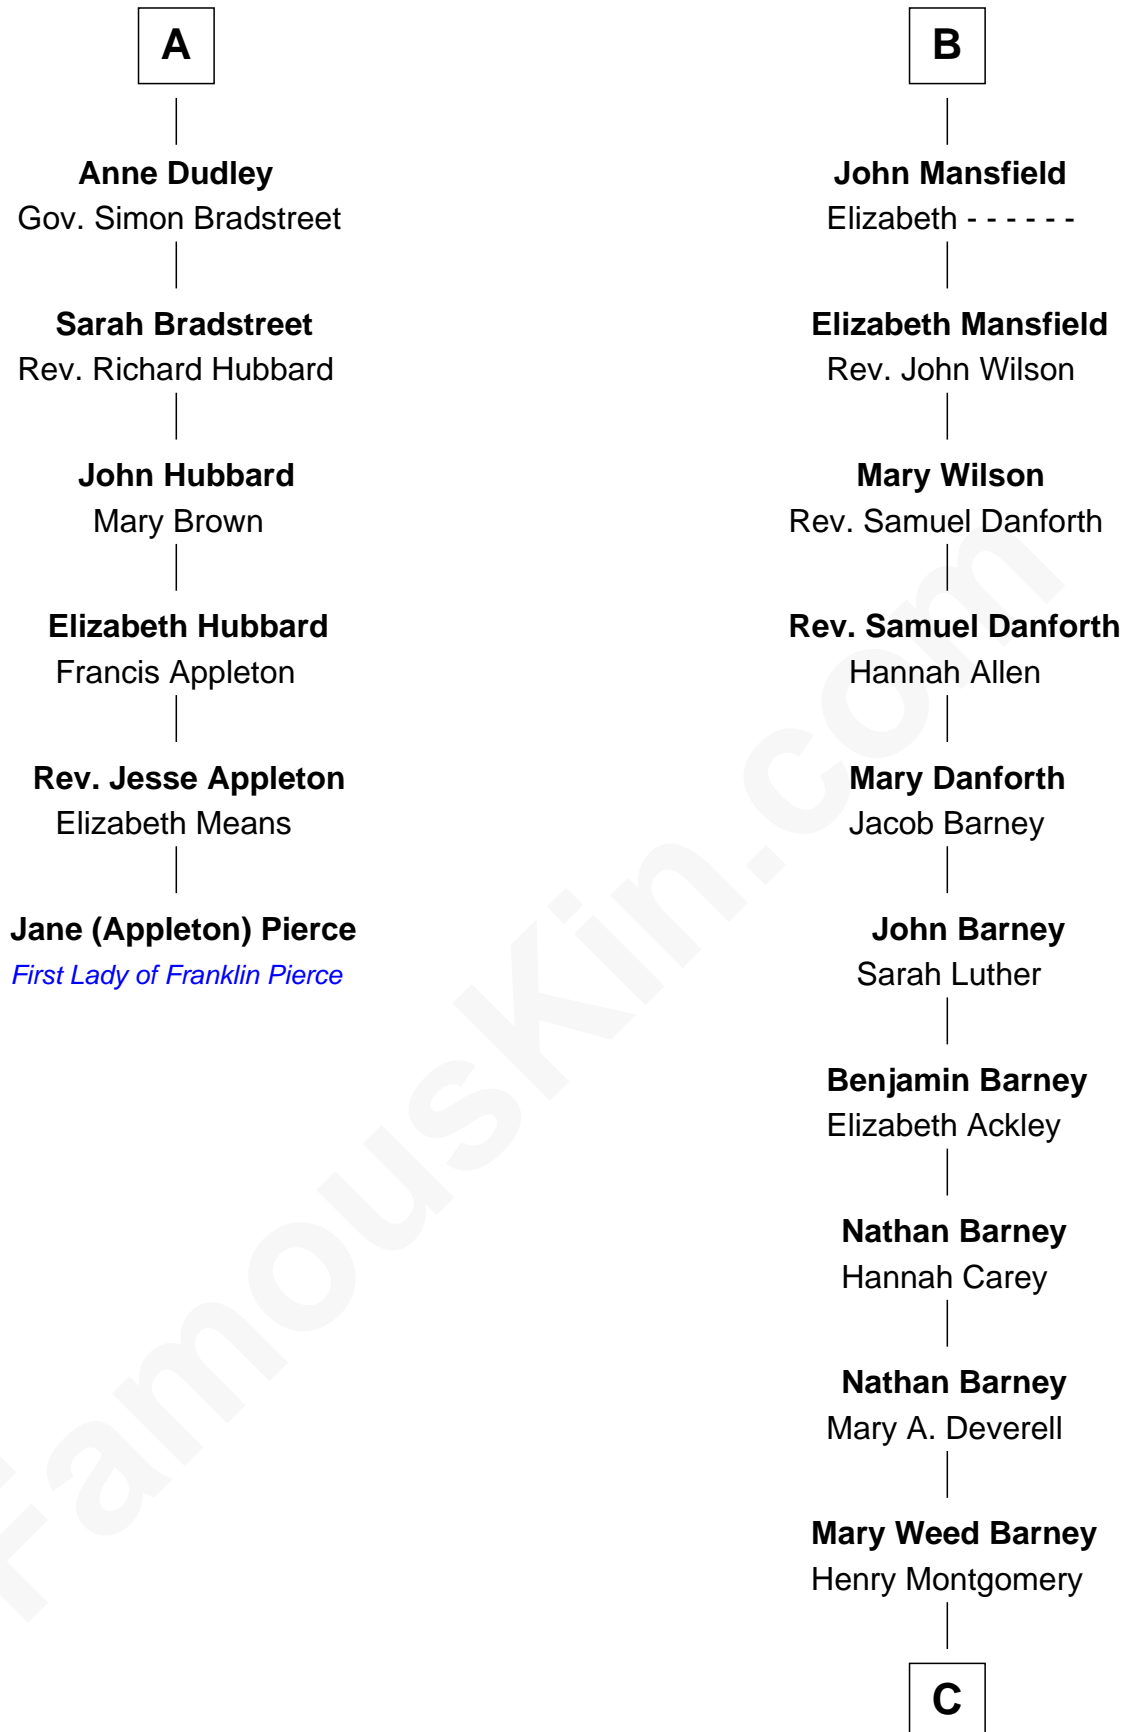 A
Anne Dudley
Gov. Simon Bradstreet
Sarah Bradstreet
Rev. Richard Hubbard
John Hubbard
Mary Brown
Elizabeth Hubbard
Francis Appleton
Rev. Jesse Appleton
Elizabeth Means
Jane (Appleton) Pierce
First Lady of Franklin Pierce
B
John Mansfield
Elizabeth - - - - - -
Elizabeth Mansfield
Rev. John Wilson
Mary Wilson
Rev. Samuel Danforth
Rev. Samuel Danforth
Hannah Allen
Mary Danforth
Jacob Barney
John Barney
Sarah Luther
Benjamin Barney
Elizabeth Ackley
Nathan Barney
Hannah Carey
Nathan Barney
Mary A. Deverell
Mary Weed Barney
Henry Montgomery
C
FamousKin.com